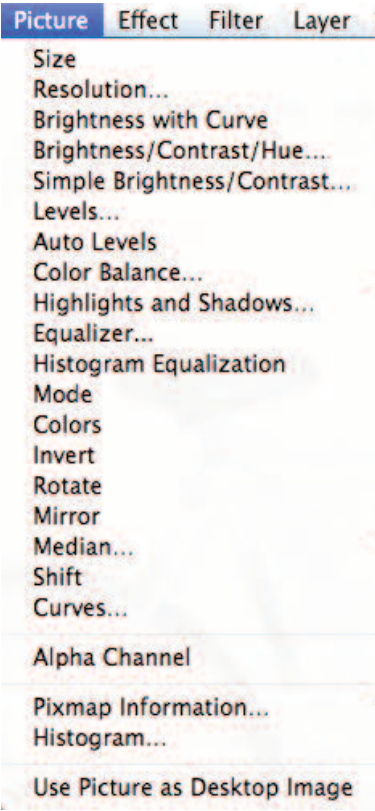 Picture Effect Filter Layer
Size
Resolution...
Brightness with Curve
Brightness/Contrast/Hue...
Simple Brightness/Contrast...
Levels...
Auto Levels
Color Balance...
Highlights and Shadows...
Equalizer...
Histogram Equalization
Mode
Colors
Invert
Rotate
Mirror
Median...
Shift
Curves...
Alpha Channel
Pixmap Information...
Histogram...
Use Picture as Desktop Image